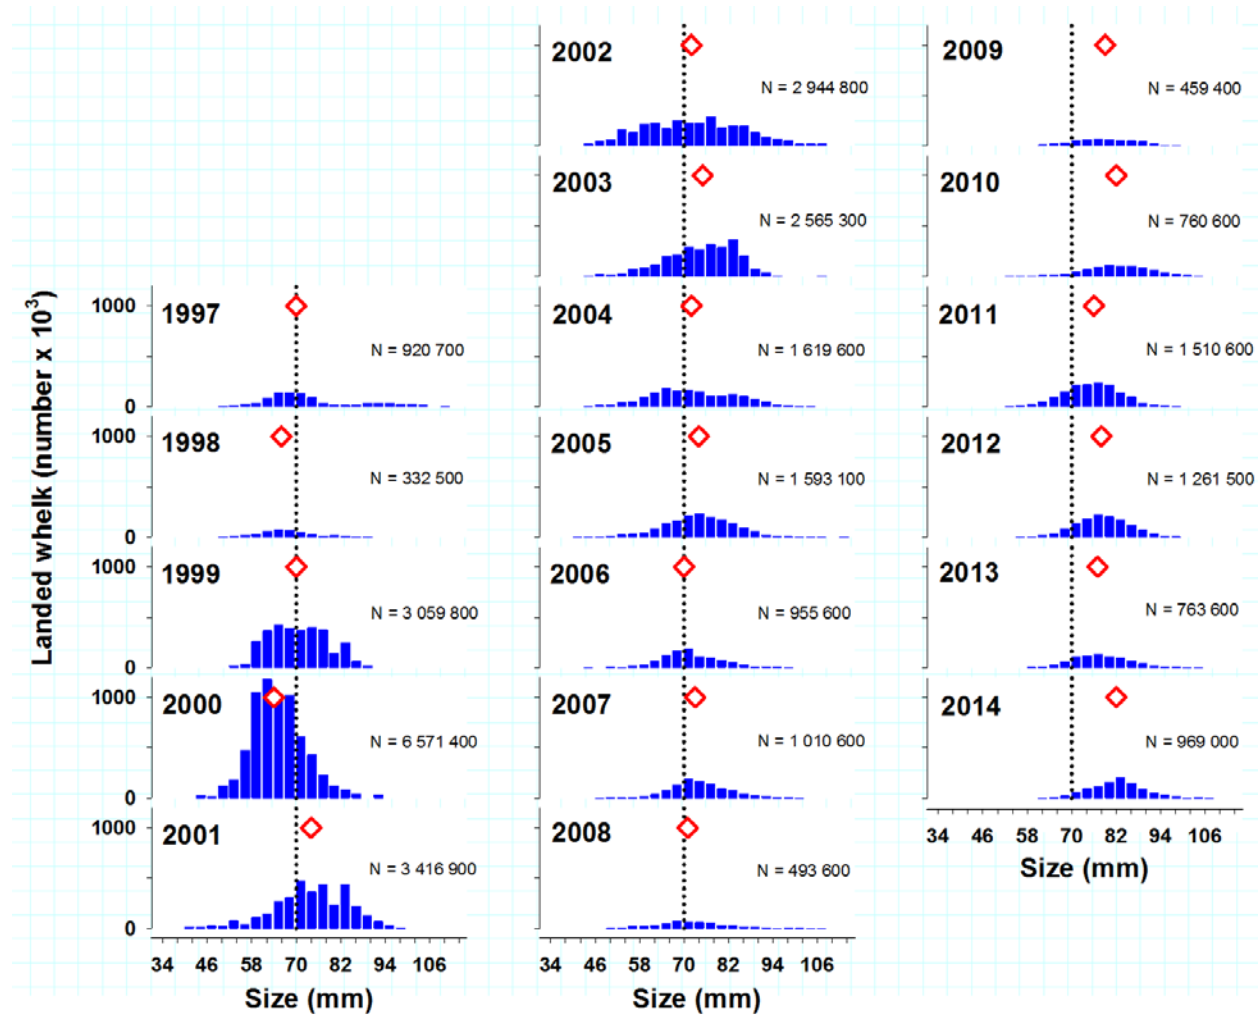 Landed whelk (number x 10³)
1997
N = 920 700
1000
0
1998
N = 332 500
1000
0
1999
N = 3 059 800
1000
0
2000
N = 6 571 400
1000
0
2001
N = 3 416 900
1000
0
34 46 58 70 82 94 106
Size (mm)
2002
N = 2 944 800
2003
N = 2 565 300
2004
N = 1 619 600
2005
N = 1 593 100
2006
N = 955 600
2007
N = 1 010 600
2008
N = 493 600
34 46 58 70 82 94 106
Size (mm)
2009
N = 459 400
2010
N = 760 600
2011
N = 1 510 600
2012
N = 1 261 500
2013
N = 763 600
2014
N = 969 000
34 46 58 70 82 94 106
Size (mm)